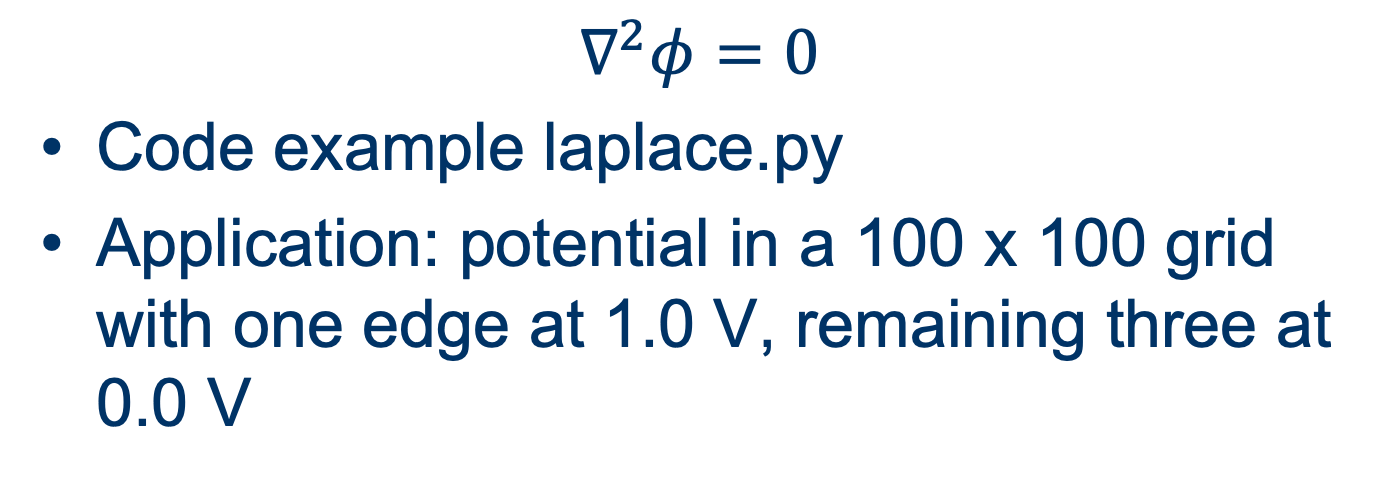 ∇²ϕ = 0
• Code example laplace.py
• Application: potential in a 100 x 100 grid
with one edge at 1.0 V, remaining three at
0.0 V